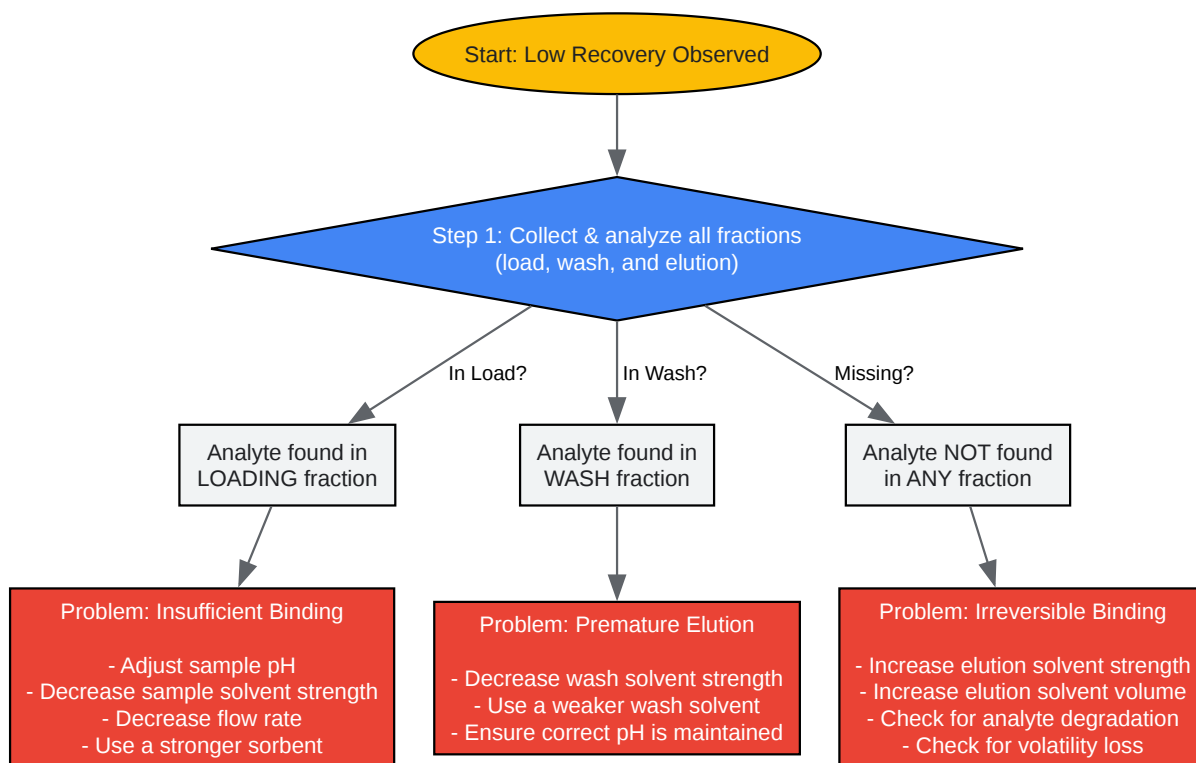 Start: Low Recovery Observed
Step 1: Collect & analyze all fractions
(load, wash, and elution)
In Load?
In Wash?
Missing?
Analyte found in
LOADING fraction
Analyte found in
WASH fraction
Analyte NOT found
in ANY fraction
Problem: Insufficient Binding
- Adjust sample pH
- Decrease sample solvent strength
- Decrease flow rate
- Use a stronger sorbent
Problem: Premature Elution
- Decrease wash solvent strength
- Use a weaker wash solvent
- Ensure correct pH is maintained
Problem: Irreversible Binding
- Increase elution solvent strength
- Increase elution solvent volume
- Check for analyte degradation
- Check for volatility loss